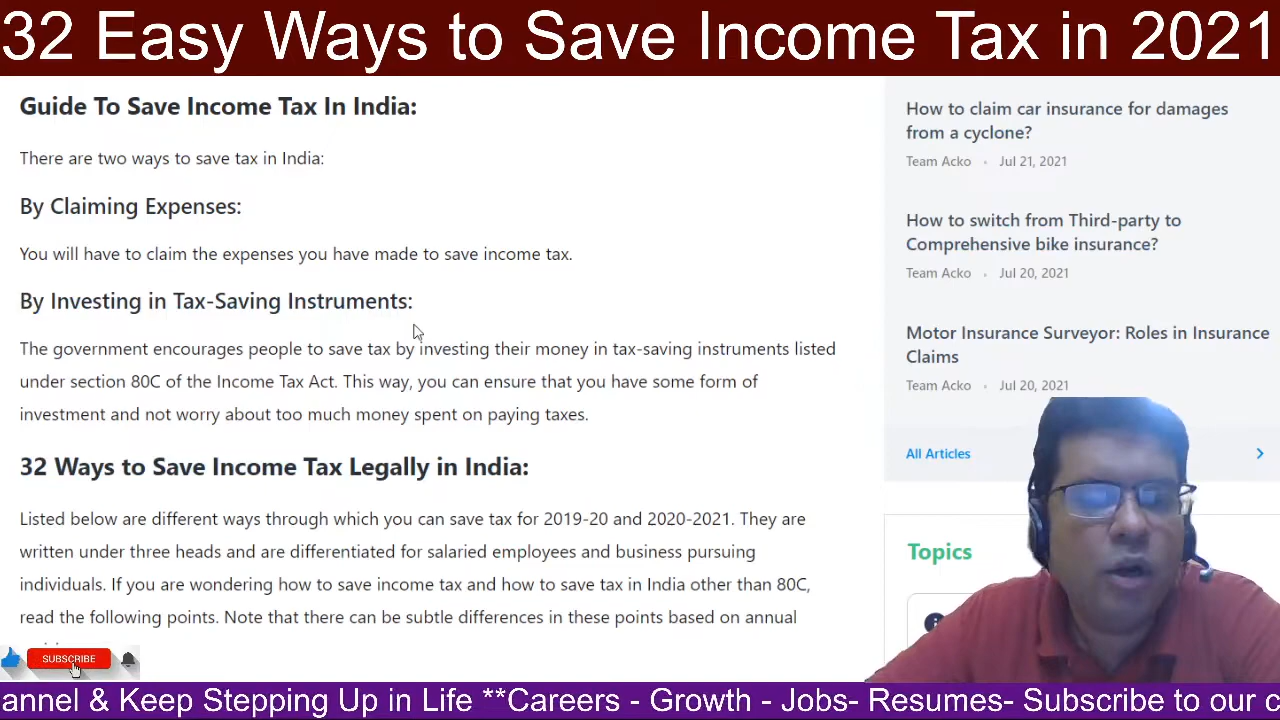 32 Easy Ways to Save Income Tax in 2021
Guide To Save Income Tax In India:
There are two ways to save tax in India:
By Claiming Expenses:
You will have to claim the expenses you have made to save income tax.
By Investing in Tax-Saving Instruments:
The government encourages people to save tax by investing their money in tax-saving instruments listed
under section 80C of the Income Tax Act. This way, you can ensure that you have some form of
investment and not worry about too much money spent on paying taxes.
32 Ways to Save Income Tax Legally in India:
Listed below are different ways through which you can save tax for 2019-20 and 2020-2021. They are
written under three heads and are differentiated for salaried employees and business pursuing
individuals. If you are wondering how to save income tax and how to save tax in India other than 80C,
read the following points. Note that there can be subtle differences in these points based on annual
How to claim car insurance for damages
from a cyclone?
Team Acko • Jul 21, 2021
How to switch from Third-party to
Comprehensive bike insurance?
Team Acko • Jul 20, 2021
Motor Insurance Surveyor: Roles in Insurance
Claims
Team Acko • Jul 20, 2021
All Articles
Topics
SUBSCRIBE
annel & Keep Stepping Up in Life **Careers - Growth - Jobs- Resumes- Subscribe to our c